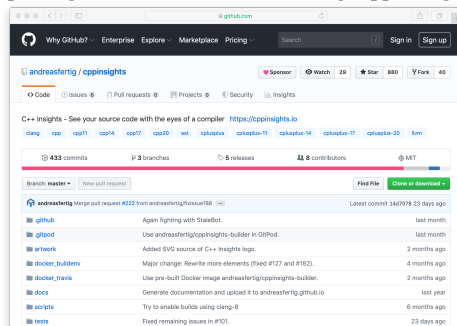 github.com
Why GitHub? Enterprise Explore Marketplace Pricing Search / Sign in Sign up
andreasfertig / cppinsights Sponsor Watch 29 Star 880 Fork 40
Code Issues 6 Pull requests 0 Projects 0 Security Insights
C++ Insights - See your source code with the eyes of a compiler https://cppinsights.io
clang cpp cpp11 cpp14 cpp17 cpp20 ast cplusplus cplusplus-11 cplusplus-14 cplusplus-17 cplusplus-20 llvm
433 commits 3 branches 5 releases 8 contributors MIT
Branch: master New pull request Find File Clone or download
andreasfertig Merge pull request #222 from andreasfertig/fixIssue188 ... Latest commit 14d7978 23 days ago
.github Again fighting with StaleBot. last month
.gitpod Use andreasfertig/cppinsights-builder in GitPod. last month
artwork Added SVG source of C++ Insights logo. 2 months ago
docker_buildenv Major change: Rewrite more elements (fixed #127 and #182). 4 months ago
docker_travis Use pre-built Docker image andreasfertig/cppinsights-builder. 2 months ago
docs Generate documentation and upload it to andreasfertig.github.io last year
scripts Try to enable builds using clang-8 6 months ago
tests Fixed remaining issues in #101. 23 days ago